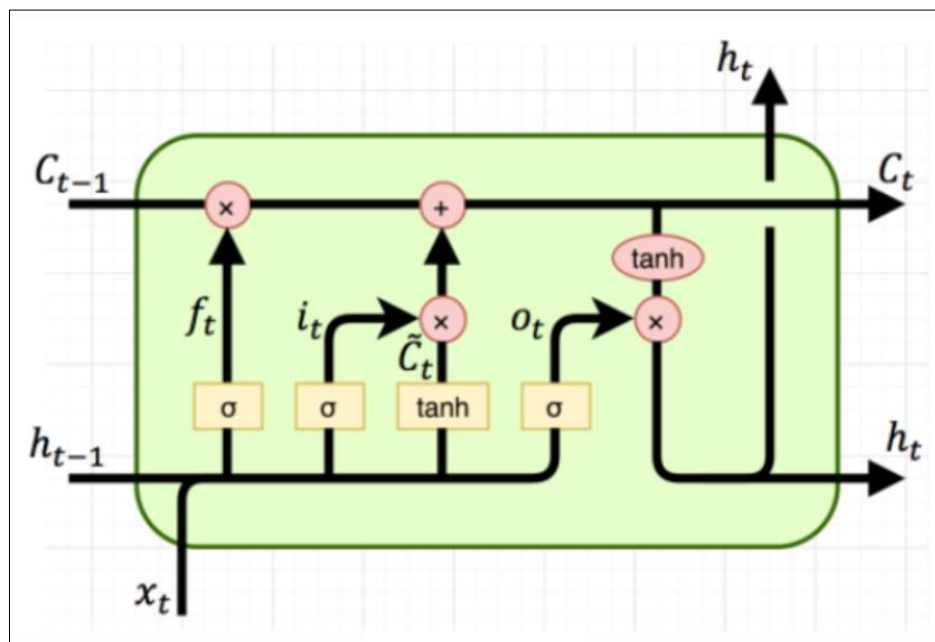 h_t
C_{t-1} × + C_t
tanh
f_t i_t × o_t ×
C̃_t
σ σ tanh σ
h_{t-1} h_t
x_t